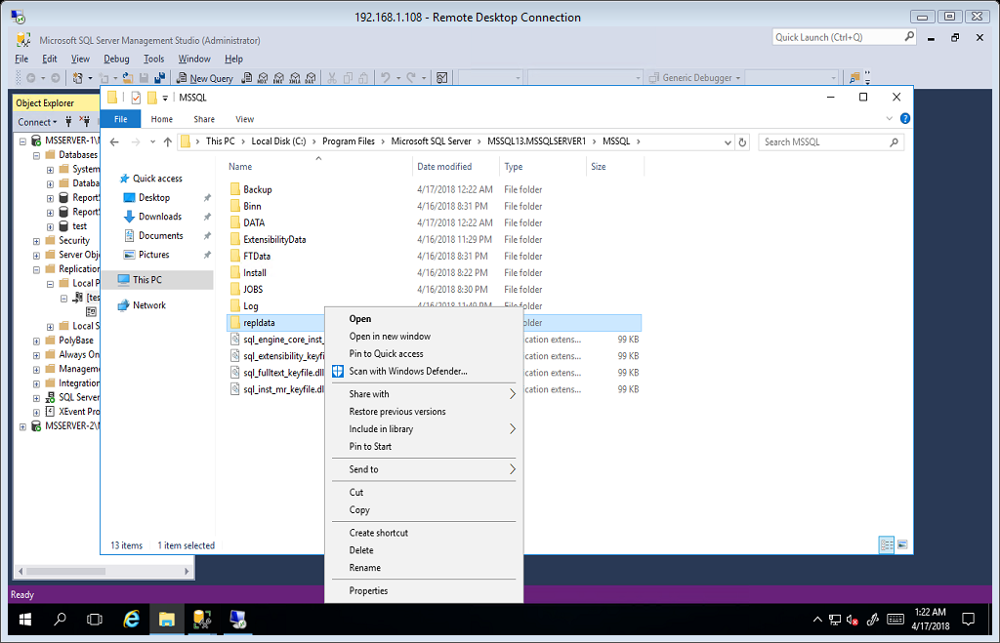 192.168.1.108 - Remote Desktop Connection
Microsoft SQL Server Management Studio (Administrator)
Quick Launch (Ctrl+Q)
File Edit View Debug Tools Window Help
New Query
Generic Debugger
Object Explorer
Connect
MSSERVER-1\
Databases
System
Databa
Report
Report
test
Security
Server Obj
Replication
Local P
[tes
Local S
PolyBase
Always On
Managem
Integration
SQL Server
XEvent Pro
MSSERVER-2\
MSSQL
File Home Share View
This PC > Local Disk (C:) > Program Files > Microsoft SQL Server > MSSQL13.MSSQLSERVER1 > MSSQL >
Search MSSQL
Quick access
Desktop
Downloads
Documents
Pictures
This PC
Network
Name Date modified Type Size
Backup 4/17/2018 12:22 AM File folder
Binn 4/16/2018 8:31 PM File folder
DATA 4/17/2018 12:22 AM File folder
ExtensibilityData 4/16/2018 11:29 PM File folder
FTData 4/16/2018 8:31 PM File folder
Install 4/16/2018 8:22 PM File folder
JOBS 4/16/2018 8:30 PM File folder
Log 4/16/2018 11:49 PM File folder
repldata older
sql_engine_core_inst_ cation extens... 99 KB
sql_extensibility_keyfi cation extens... 99 KB
sql_fulltext_keyfile.dll cation extens... 99 KB
sql_inst_mr_keyfile.dll cation extens... 99 KB
Open
Open in new window
Pin to Quick access
Scan with Windows Defender...
Share with
Restore previous versions
Include in library
Pin to Start
Send to
Cut
Copy
Create shortcut
Delete
Rename
Properties
13 items 1 item selected
Ready
1:22 AM
4/17/2018